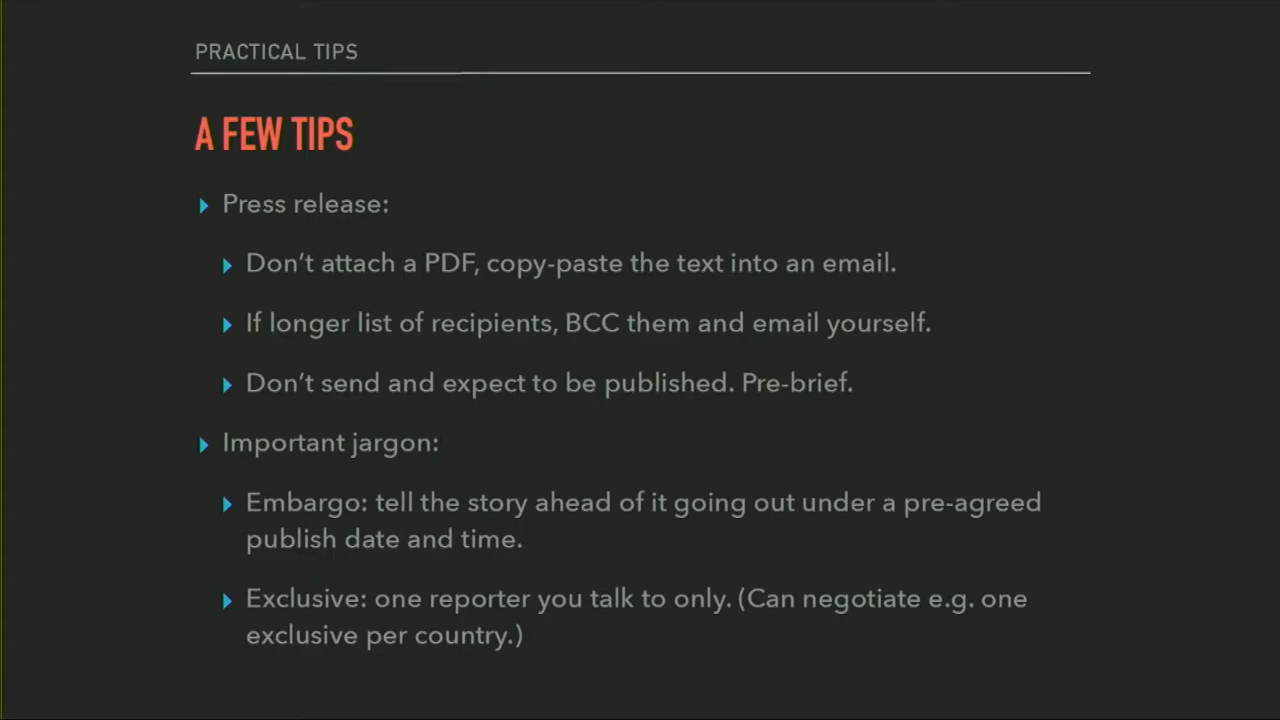 PRACTICAL TIPS
A FEW TIPS
Press release:
Don’t attach a PDF, copy-paste the text into an email.
If longer list of recipients, BCC them and email yourself.
Don’t send and expect to be published. Pre-brief.
Important jargon:
Embargo: tell the story ahead of it going out under a pre-agreed
publish date and time.
Exclusive: one reporter you talk to only. (Can negotiate e.g. one
exclusive per country.)